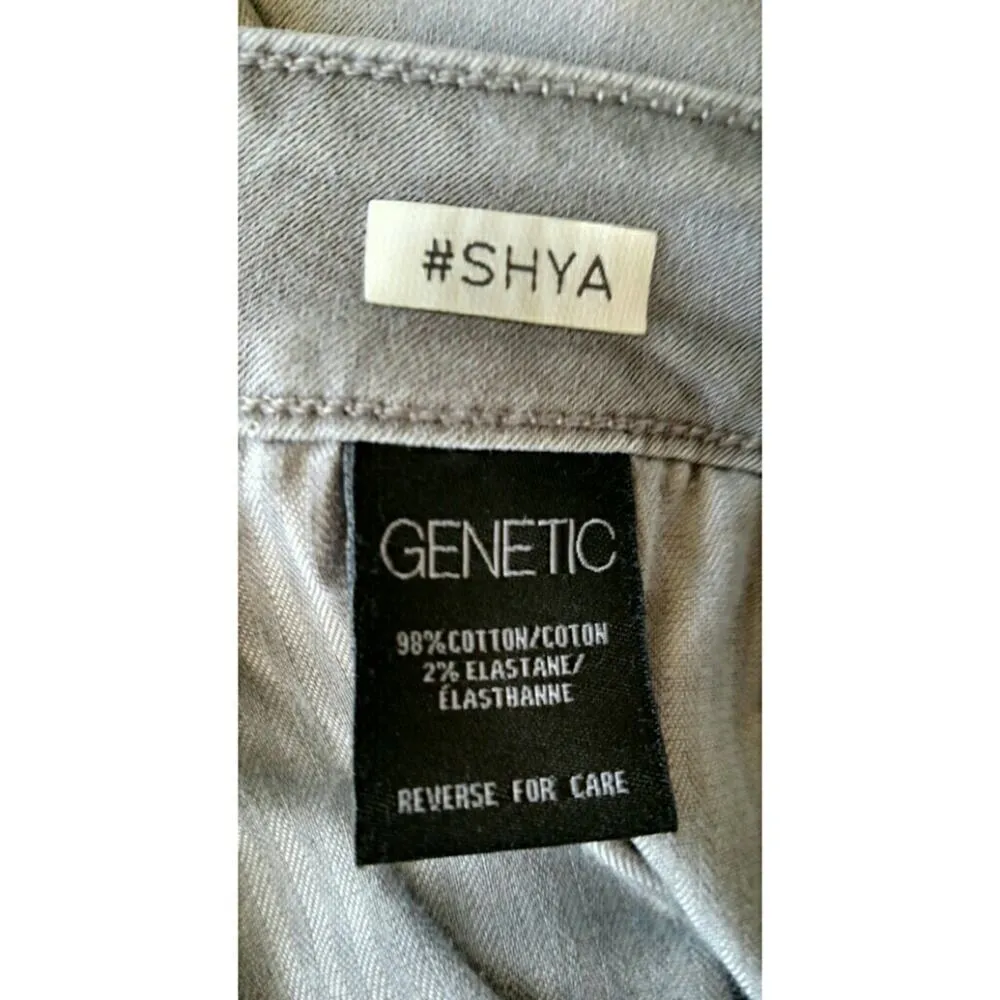 #SHYA
GENETIC
98% COTTON/COTON
2% ELASTANE/
ÉLASTHANNE
REVERSE FOR CARE